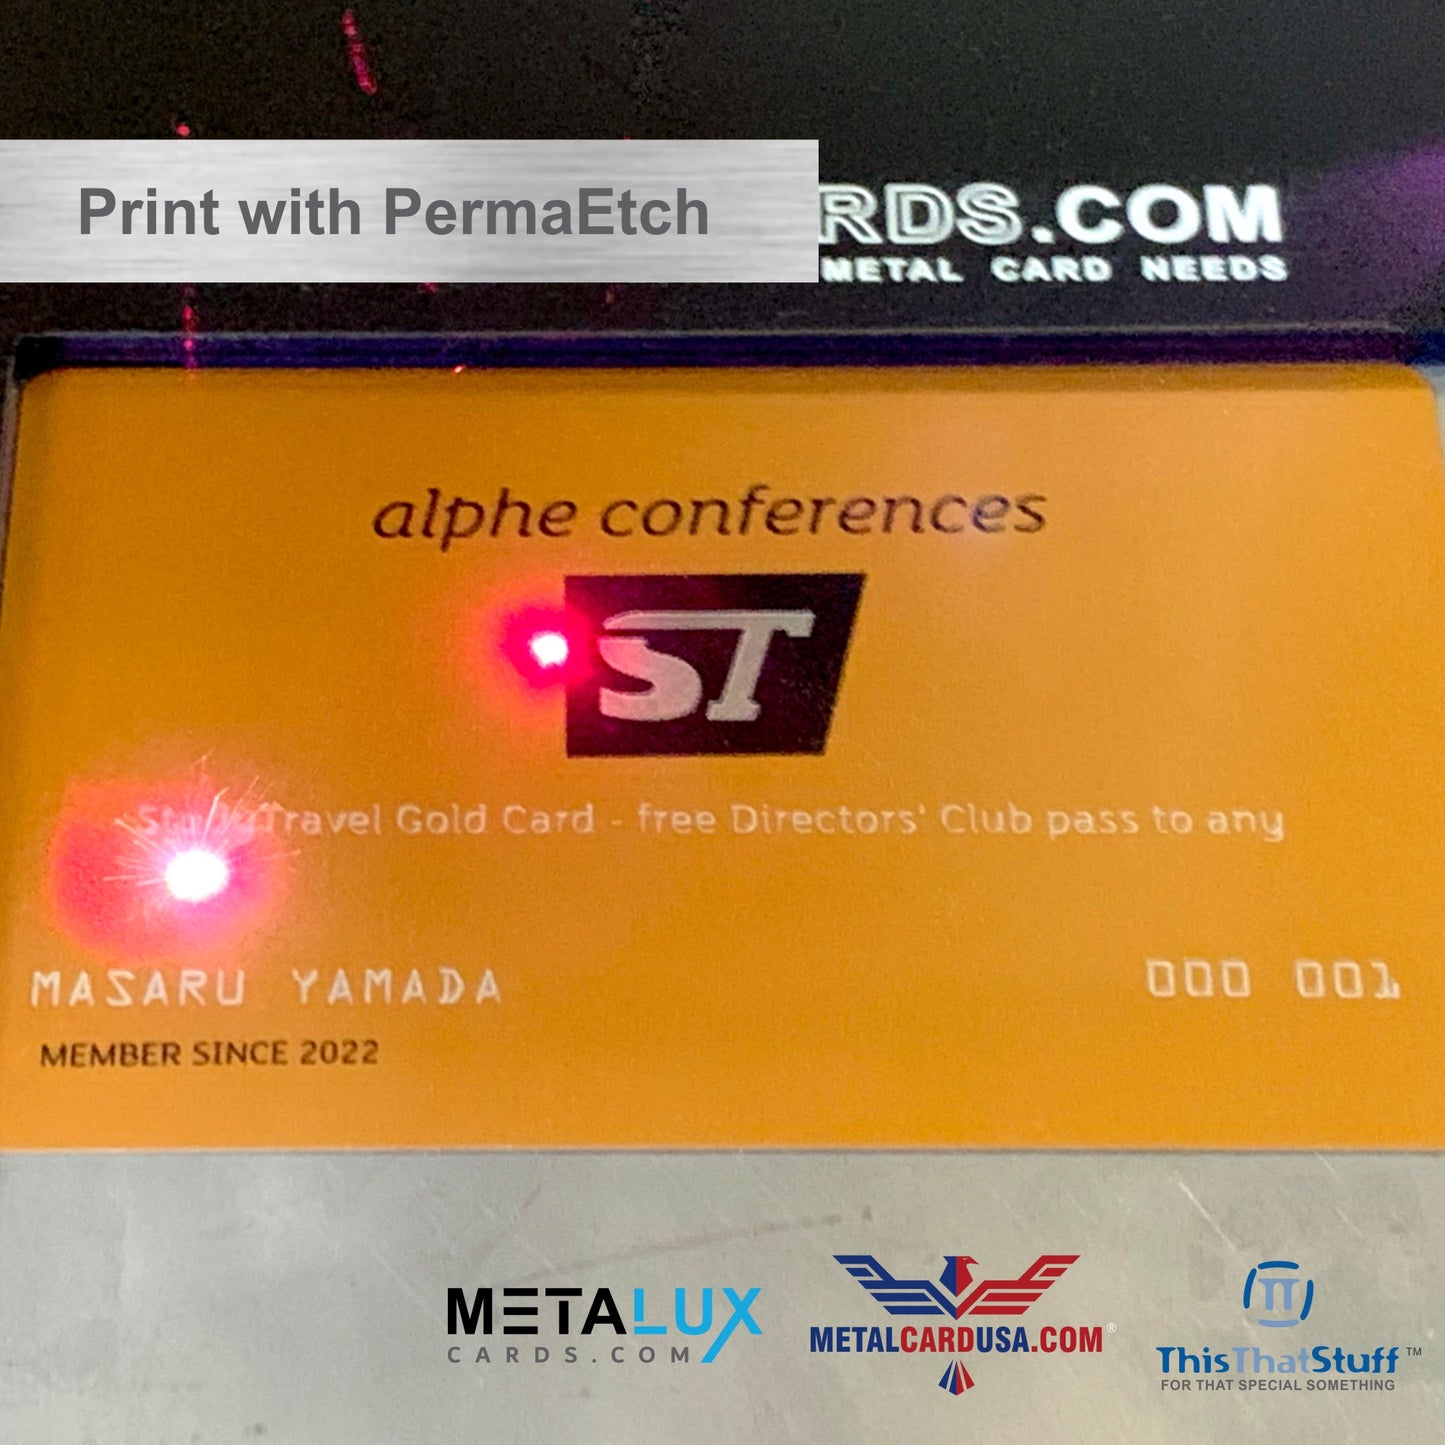 Print with PermaEtch
RDS.COM
METAL CARD NEEDS
alphe conferences
ST
Travel Gold Card - free Directors' Club pass to any
MASARU YAMADA
000 001
MEMBER SINCE 2022
METALUX
CARDS.COM
METALCARDUSA.COM®
ThisThatStuff™
FOR THAT SPECIAL SOMETHING